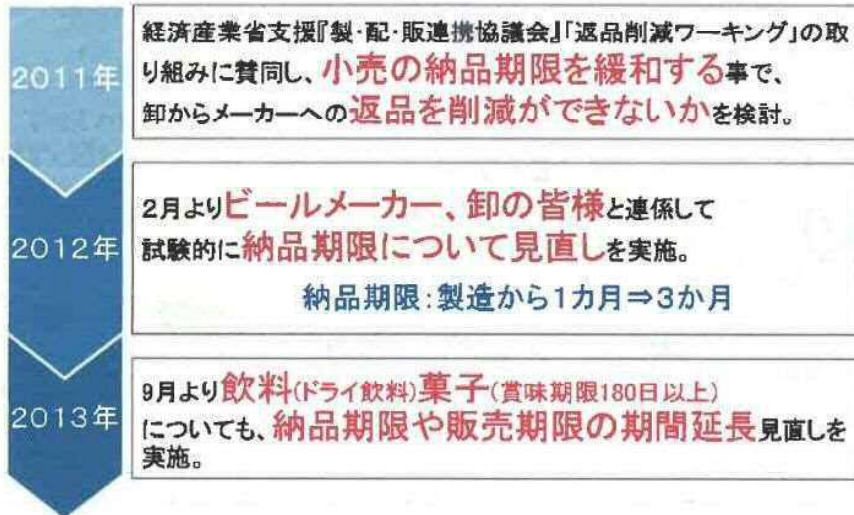 2011年
経済産業省支援『製・配・販連携協議会』「返品削減ワーキング」の取
り組みに賛同し、小売の納品期限を緩和する事で、
卸からメーカーへの返品を削減ができないかを検討。
2012年
2月よりビールメーカー、卸の皆様と連係して
試験的に納品期限について見直しを実施。
納品期限：製造から1カ月⇒3か月
2013年
9月より飲料(ドライ飲料)菓子(賞味期限180日以上)
についても、納品期限や販売期限の期間延長見直しを
実施。